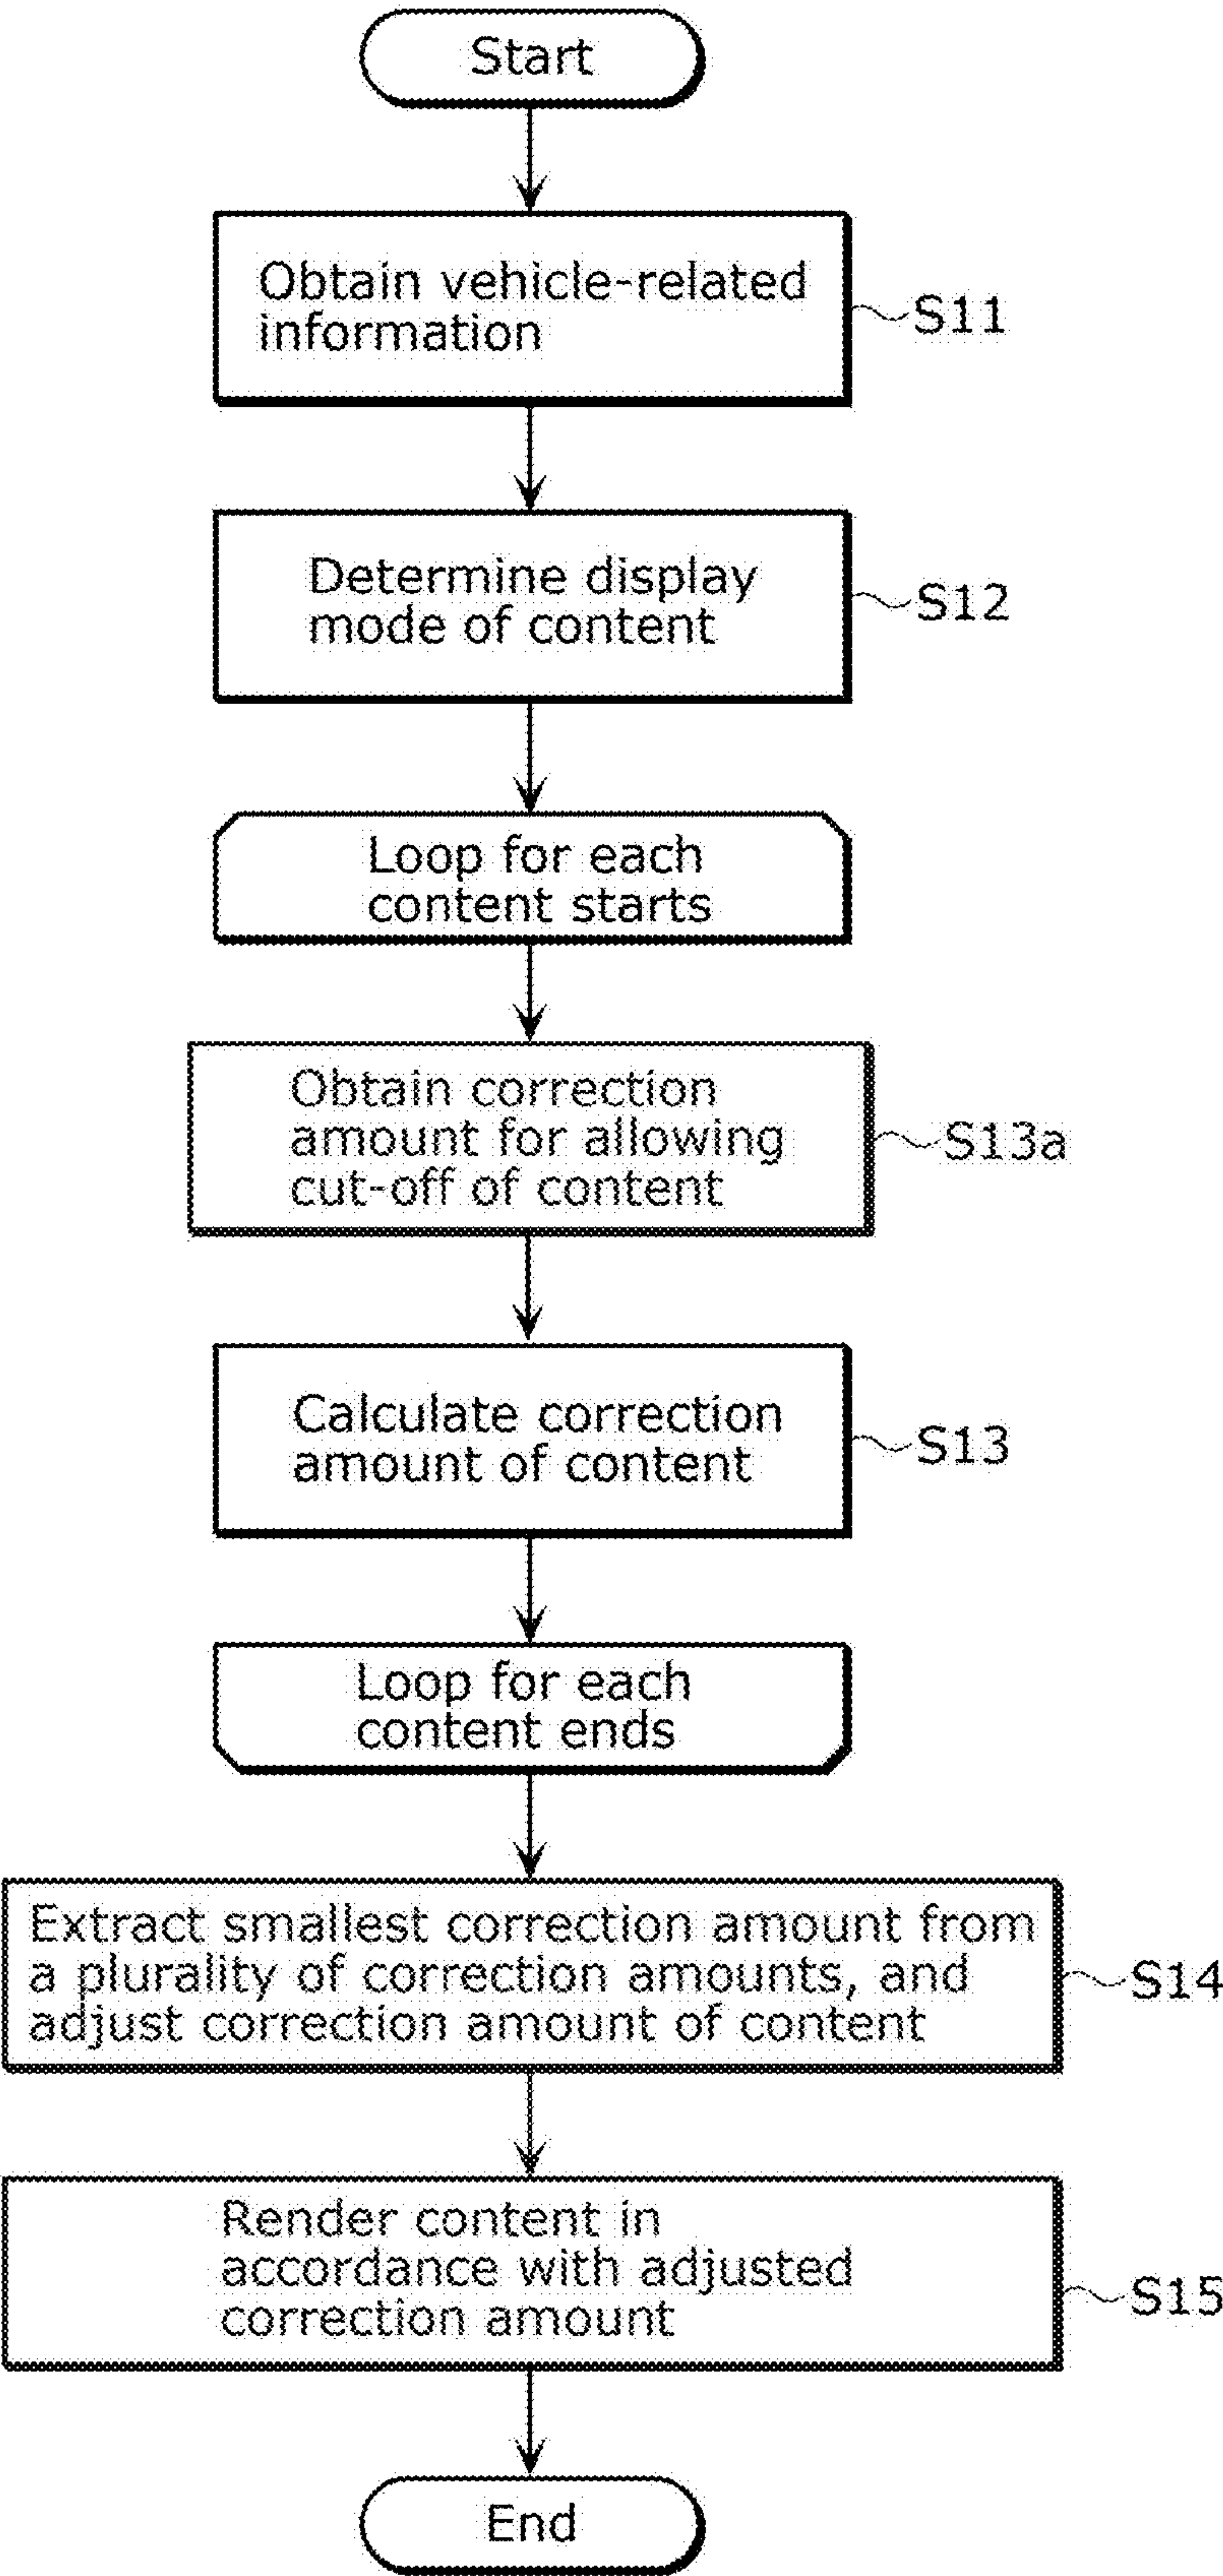 Start
Obtain vehicle-related
information
S11
Determine display
mode of content
S12
Loop for each
content starts
Obtain correction
amount for allowing
cut-off of content
S13a
Calculate correction
amount of content
S13
Loop for each
content ends
Extract smallest correction amount from
a plurality of correction amounts, and
adjust correction amount of content
S14
Render content in
accordance with adjusted
correction amount
S15
End